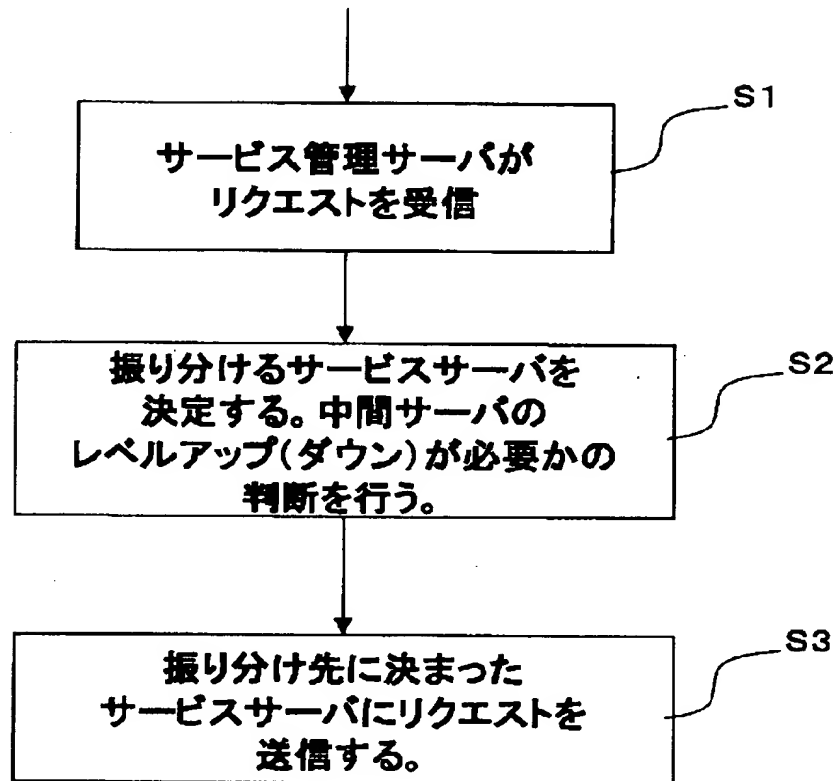 S1
サービス管理サーバが
リクエストを受信
S2
振り分けるサービスサーバを
決定する。中間サーバの
レベルアップ(ダウン)が必要かの
判断を行う。
S3
振り分け先に決まった
サービスサーバにリクエストを
送信する。